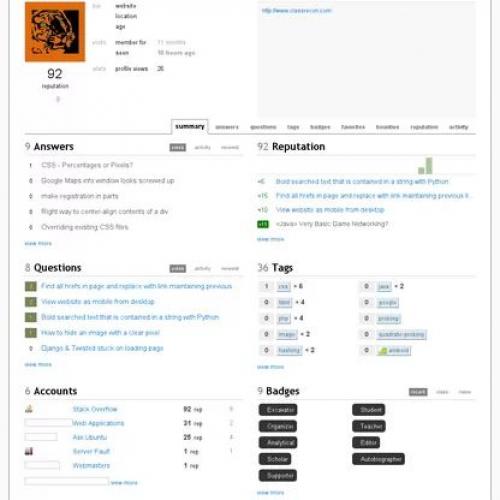 bio website
location
age
visits member for 11 months
seen 10 hours ago
stats profile views 26
http://www.classrecon.com
92
reputation
summary answers questions tags badges favorites bounties reputation activity
9 Answers votes activity newest
1 CSS - Percentages or Pixels?
0 Google Maps info window looks screwed up
0 make registration in parts
0 Right way to center-align contents of a div
0 Overriding existing CSS files
view more
92 Reputation
+5 Bold searched text that is contained in a string with Python
+15 Find all hrefs in page and replace with link maintaining previous li...
+10 View website as mobile from desktop
+15 <Java> Very Basic Game Networking?
view more
8 Questions votes activity newest
Find all hrefs in page and replace with link maintaining previous
View website as mobile from desktop
1 Bold searched text that is contained in a string with Python
1 How to hide an image with a clear pixel
0 Django & Twisted stuck on loading page
view more
36 Tags
1 css × 6
0 java × 2
0 html × 4
0 google
0 php × 4
0 probing
0 image × 2
0 quadratic-probing
0 hashing × 2
0 android
view more
6 Accounts
Stack Overflow 92 rep 9
Web Applications 31 rep 2
Ask Ubuntu 25 rep 4
Server Fault 1 rep 1
Webmasters 1 rep
view more
9 Badges recent class name
Excavator
Student
Organizer
Teacher
Analytical
Editor
Scholar
Autobiographer
Supporter
view more